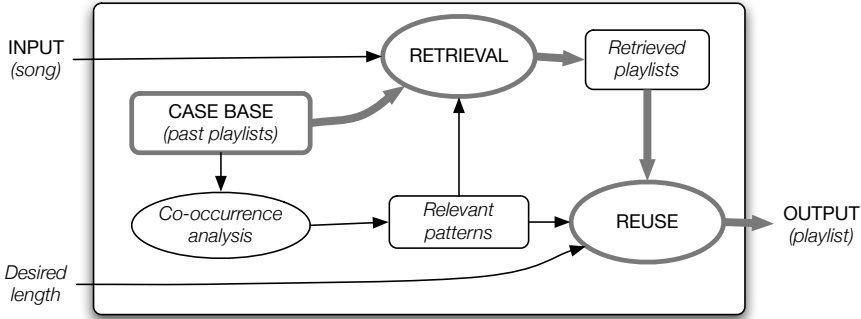 INPUT
(song)
RETRIEVAL
Retrieved
playlists
CASE BASE
(past playlists)
Co-occurrence
analysis
Relevant
patterns
REUSE
OUTPUT
(playlist)
Desired
length